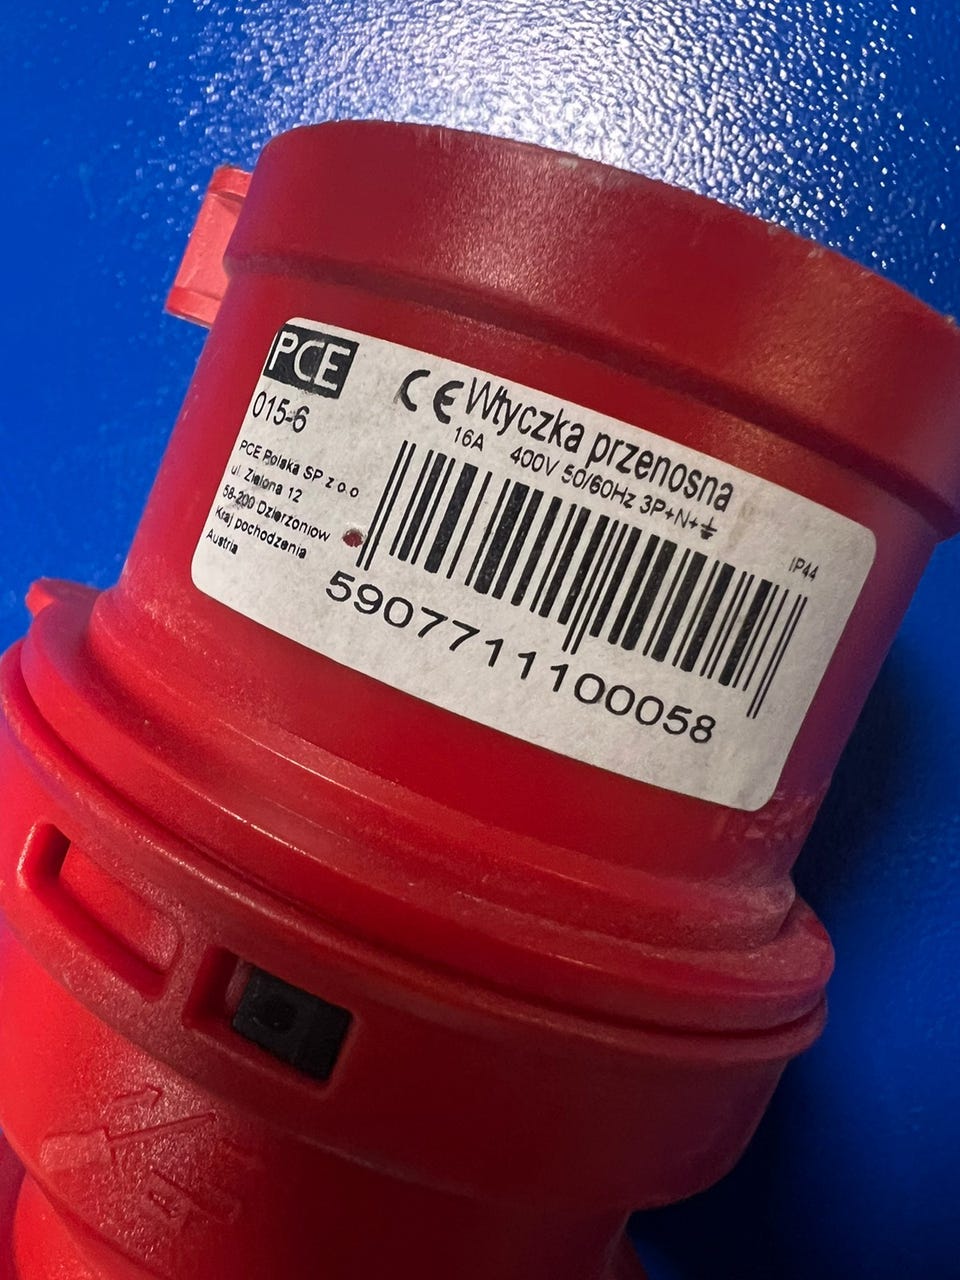 PCE
015-6
PCE Polska SP z o.o
ul. Zielona 12
58-200 Dzierzoniow
Kraj pochodzenia
Austria
CE Wtyczka przenosna
16A 400V 50/60Hz 3P+N+⏚
IP44
5907711100058